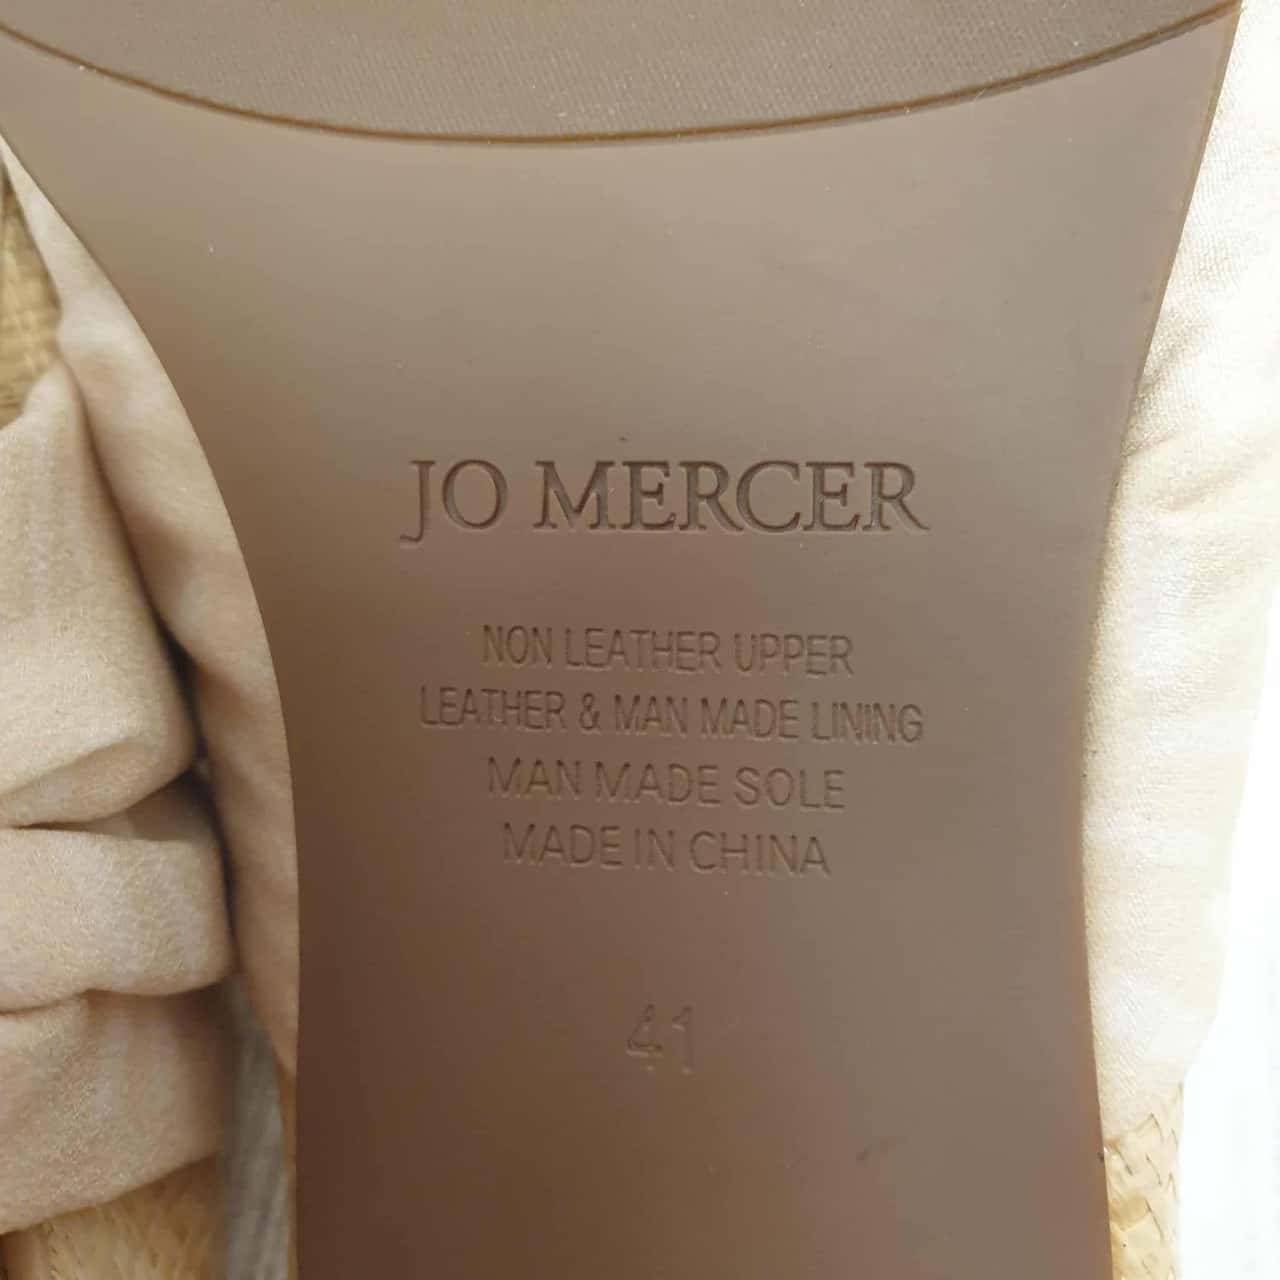 JO MERCER
NON LEATHER UPPER
LEATHER & MAN MADE LINING
MAN MADE SOLE
MADE IN CHINA
41